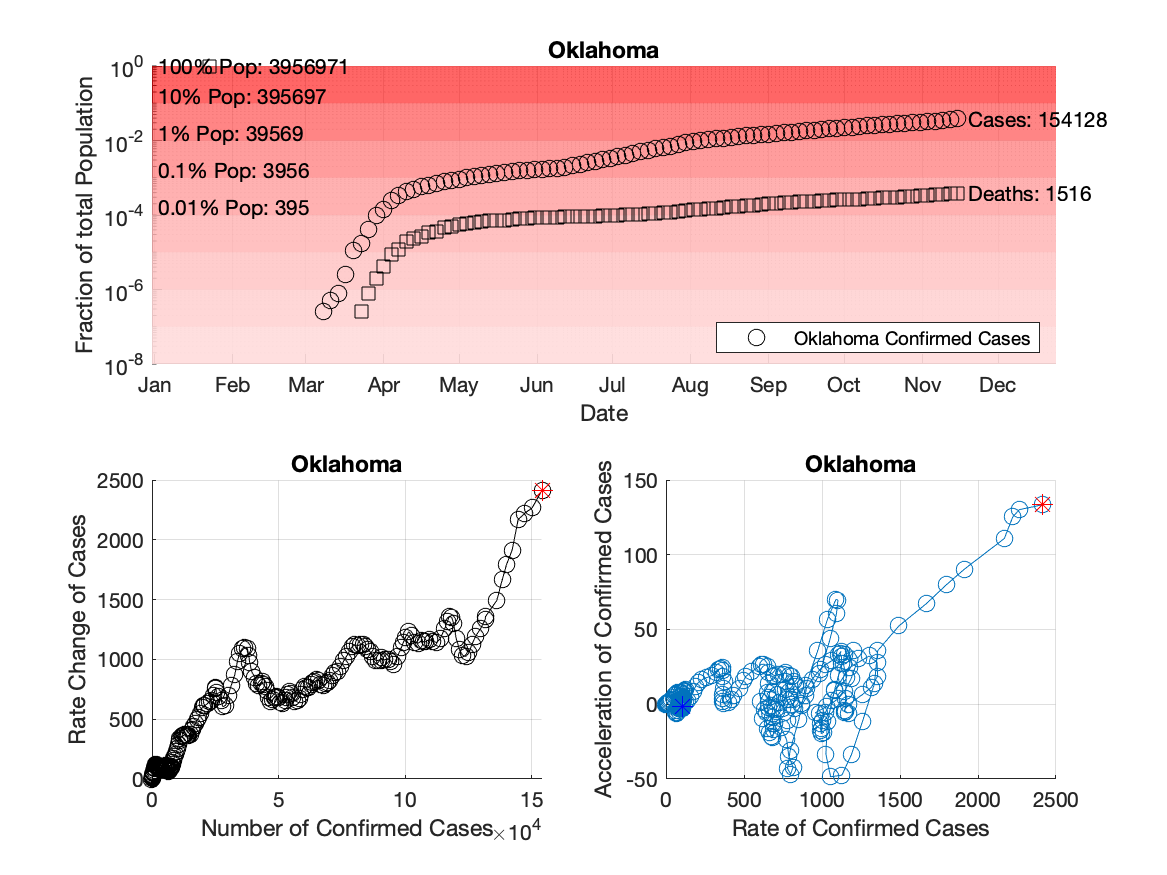 Oklahoma
Fraction of total Population
10^0
10^-2
10^-4
10^-6
10^-8
100% Pop: 3956971
10% Pop: 395697
1% Pop: 39569
0.1% Pop: 3956
0.01% Pop: 395
Cases: 154128
Deaths: 1516
Oklahoma Confirmed Cases
Jan Feb Mar Apr May Jun Jul Aug Sep Oct Nov Dec
Date
Oklahoma
Rate Change of Cases
2500
2000
1500
1000
500
0
0 5 10 15
Number of Confirmed Cases ×10^4
Oklahoma
Acceleration of Confirmed Cases
150
100
50
0
-50
0 500 1000 1500 2000 2500
Rate of Confirmed Cases